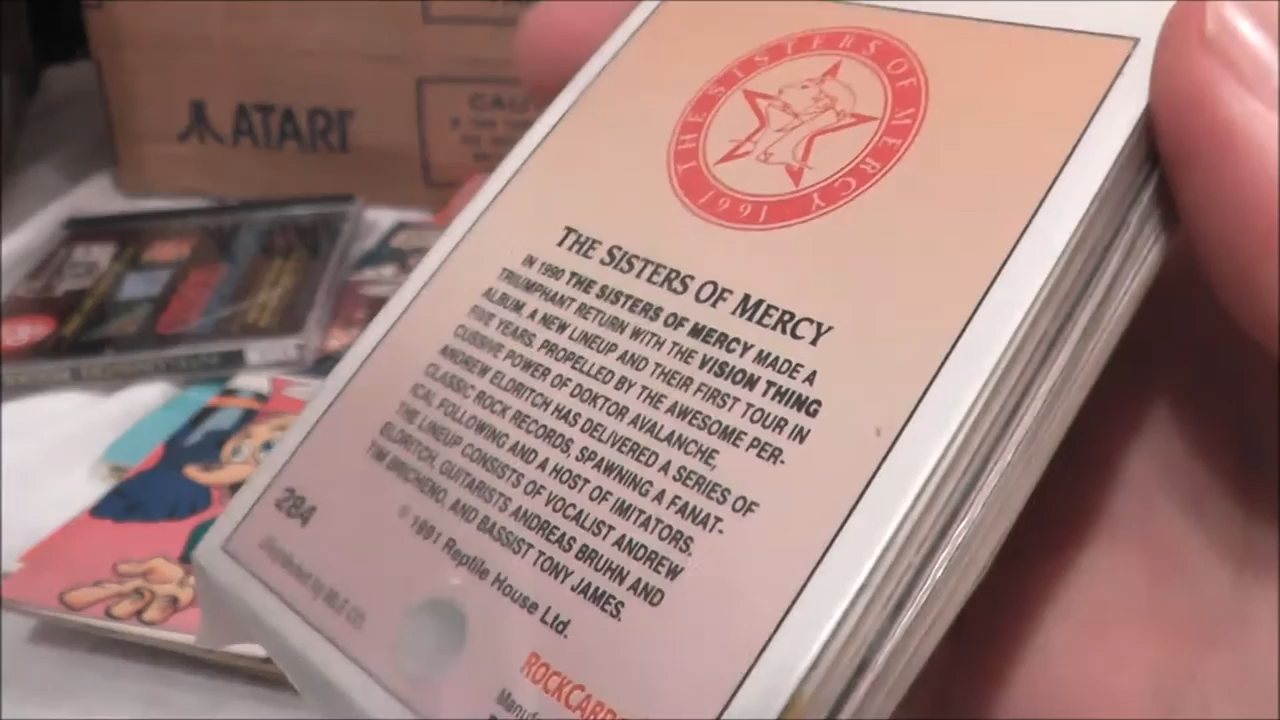 ATARI
CAU
THE SISTERS OF MERCY 1991
THE SISTERS OF MERCY
IN 1990 THE SISTERS OF MERCY MADE A
TRIUMPHANT RETURN WITH THE VISION THING
ALBUM, A NEW LINEUP AND THEIR FIRST TOUR IN
FIVE YEARS. PROPELLED BY THE AWESOME PER-
CUSSIVE POWER OF DOKTOR AVALANCHE,
ANDREW ELDRITCH HAS DELIVERED A SERIES OF
CLASSIC ROCK RECORDS, SPAWNING A FANAT-
ICAL FOLLOWING AND A HOST OF IMITATORS.
THE LINEUP CONSISTS OF VOCALIST ANDREW
ELDRITCH, GUITARISTS ANDREAS BRUHN AND
TIM BRICHENO, AND BASSIST TONY JAMES.
© 1991 Reptile House Ltd.
284
ROCKCARD
Manuf